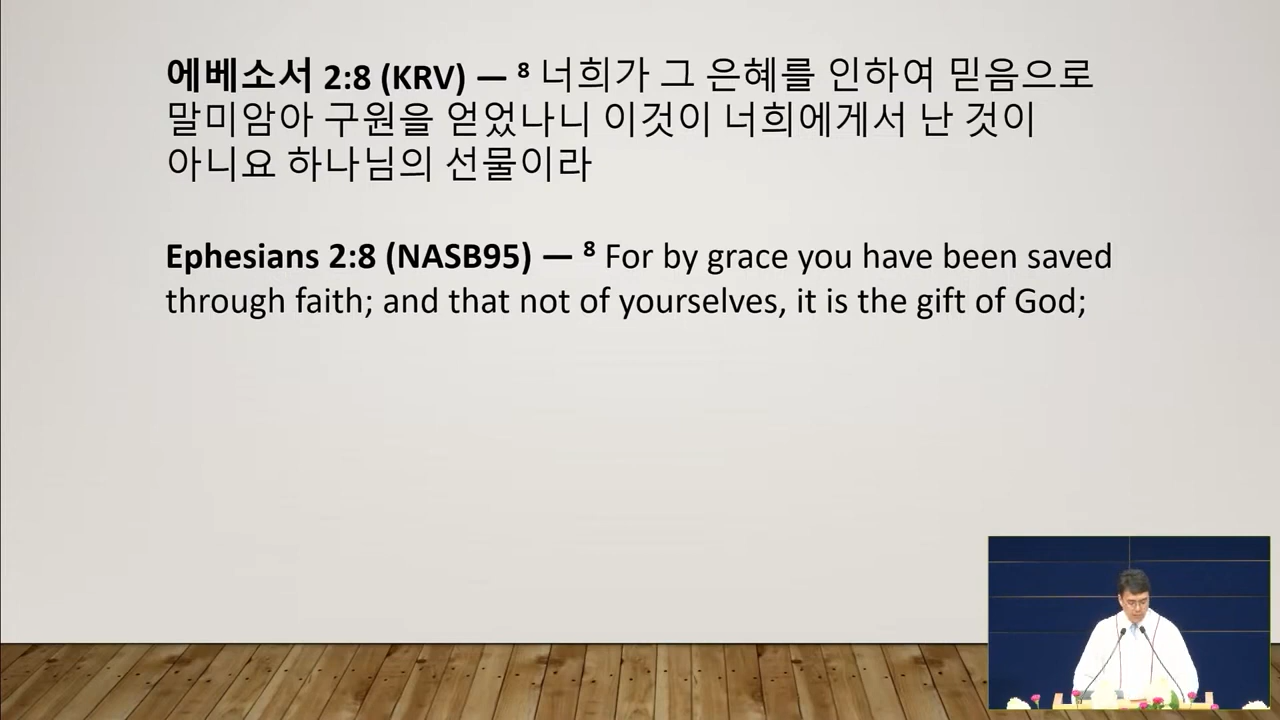 에베소서 2:8 (KRV) — ⁸ 너희가 그 은혜를 인하여 믿음으로
말미암아 구원을 얻었나니 이것이 너희에게서 난 것이
아니요 하나님의 선물이라
Ephesians 2:8 (NASB95) — ⁸ For by grace you have been saved
through faith; and that not of yourselves, it is the gift of God;